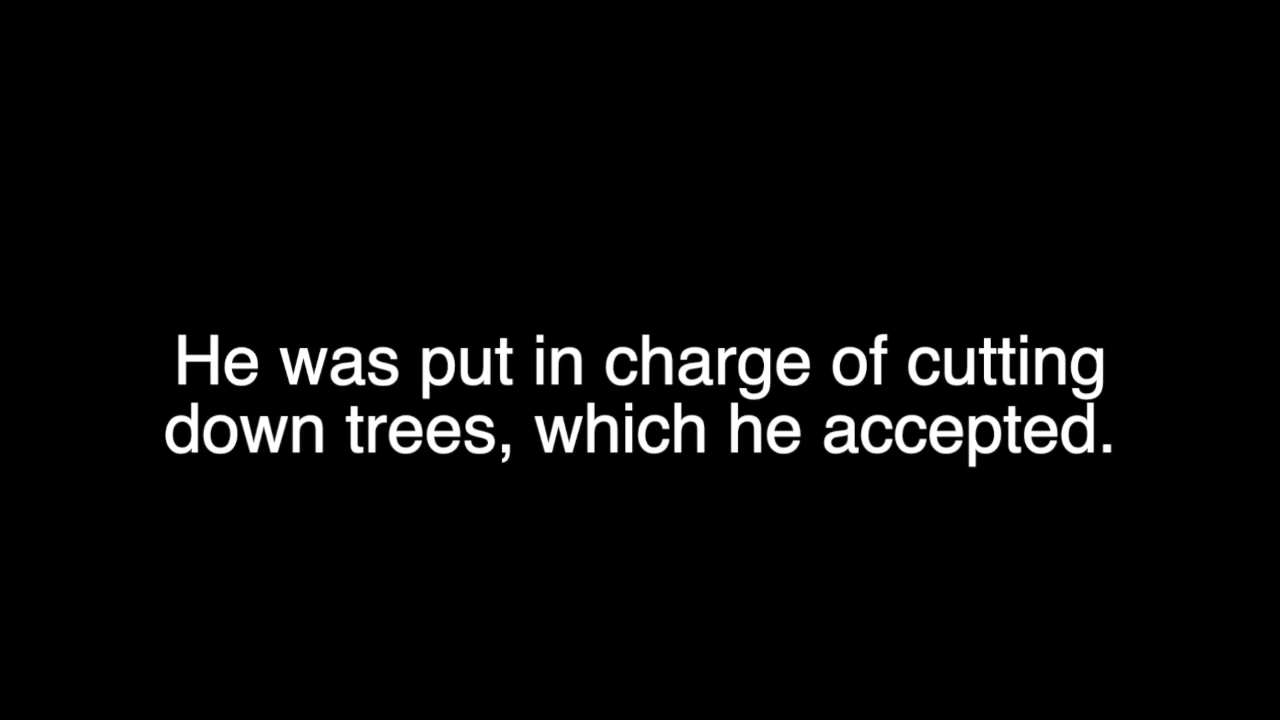 He was put in charge of cutting
down trees, which he accepted.